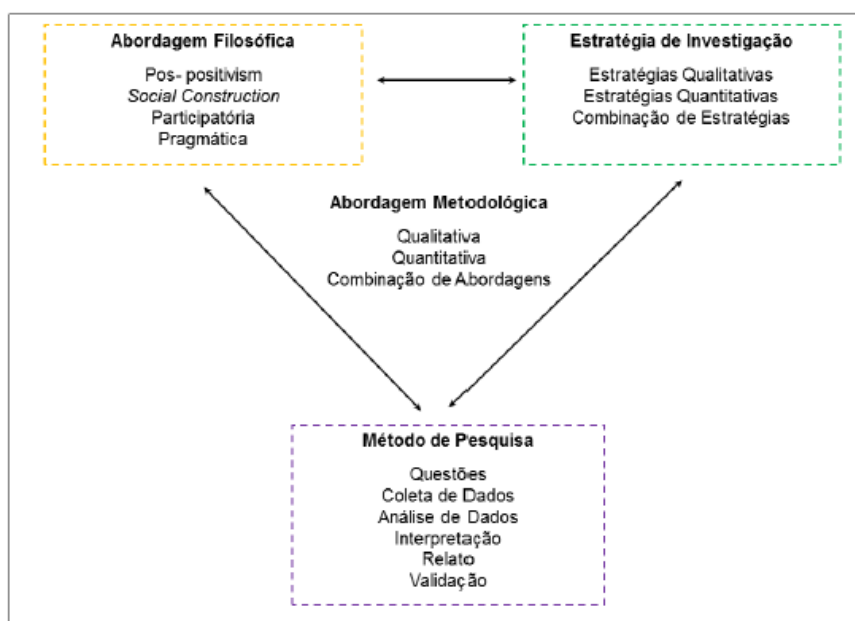 Abordagem Filosófica
Pos- positivism
Social Construction
Participatória
Pragmática
Estratégia de Investigação
Estratégias Qualitativas
Estratégias Quantitativas
Combinação de Estratégias
Abordagem Metodológica
Qualitativa
Quantitativa
Combinação de Abordagens
Método de Pesquisa
Questões
Coleta de Dados
Análise de Dados
Interpretação
Relato
Validação